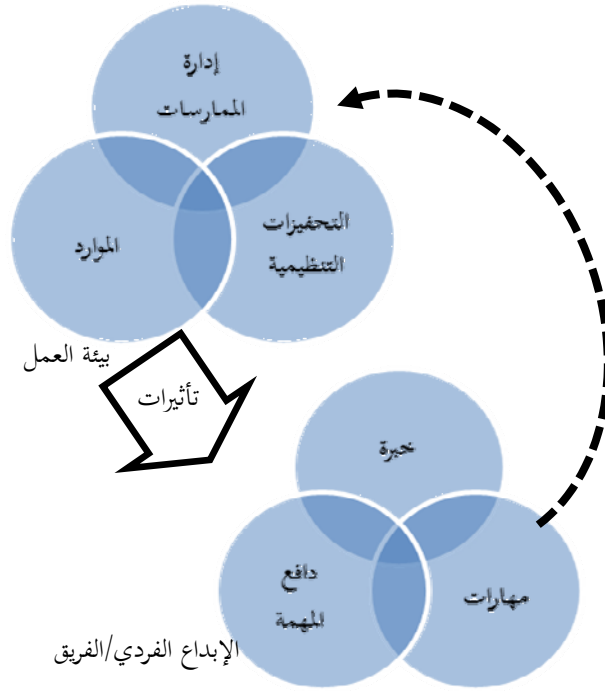 إدارة
الممارسات
التحفيزات
التنظيمية
الموارد
بيئة العمل
تأثيرات
خبرة
دافع
المهمة
مهارات
الإبداع الفردي/الفريق